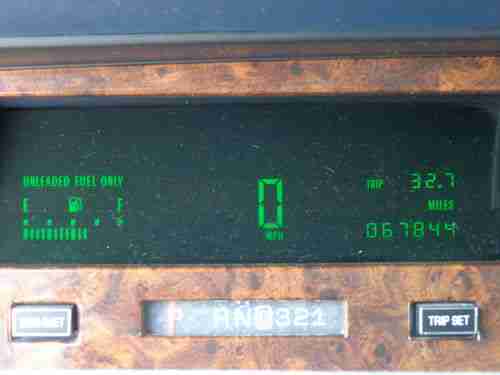 UNLEADED FUEL ONLY
E F
0
MPH
TRIP 32.7
MILES
067844
TRIP SET